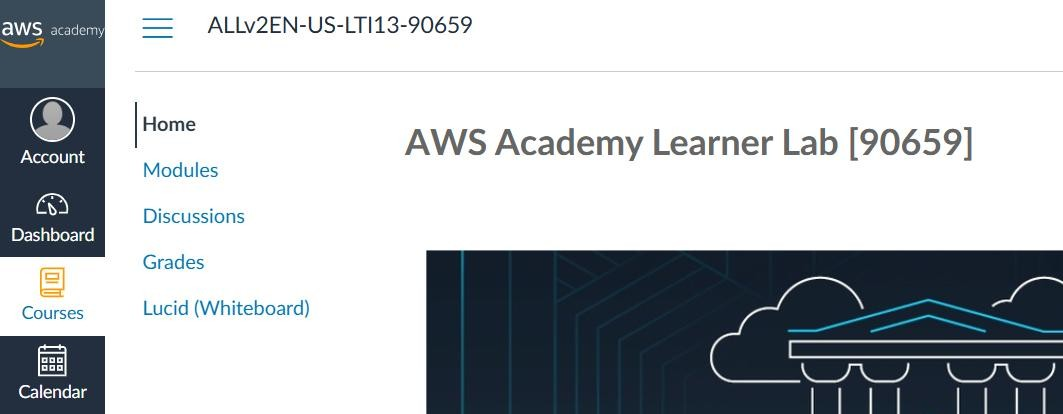 aws academy
ALLv2EN-US-LTI13-90659
Account
Dashboard
Courses
Calendar
Home
Modules
Discussions
Grades
Lucid (Whiteboard)
AWS Academy Learner Lab [90659]